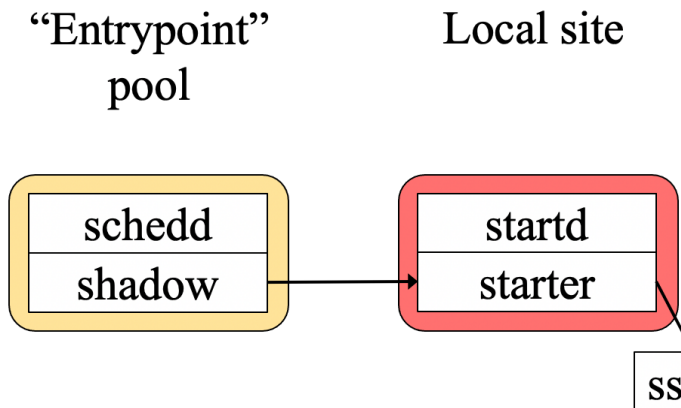 “Entrypoint”
pool
Local site
schedd
shadow
startd
starter